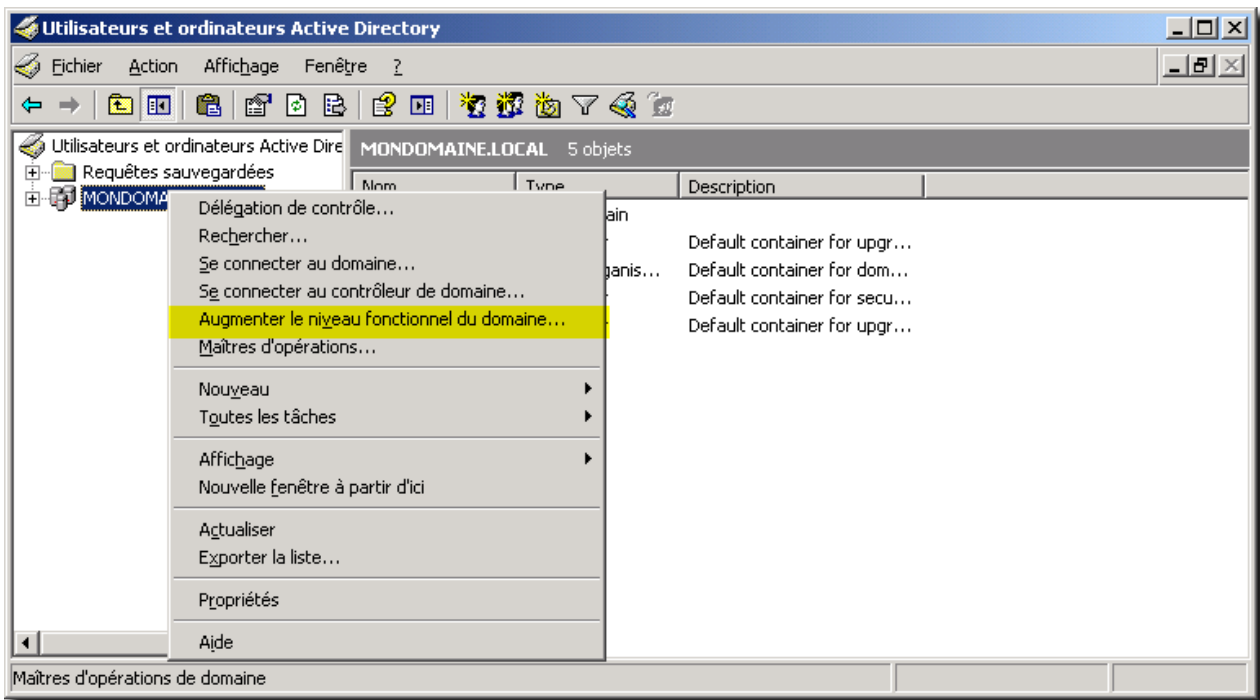 Utilisateurs et ordinateurs Active Directory
Fichier Action Affichage Fenêtre ?
Utilisateurs et ordinateurs Active Dire
MONDOMAINE.LOCAL 5 objets
Requêtes sauvegardées
Nom Type Description
MONDOMA
Délégation de contrôle...
ain
Rechercher...
Default container for upgr...
Se connecter au domaine...
ganis... Default container for dom...
Se connecter au contrôleur de domaine...
Default container for secu...
Augmenter le niveau fonctionnel du domaine...
Default container for upgr...
Maîtres d'opérations...
Nouveau
Toutes les tâches
Affichage
Nouvelle fenêtre à partir d'ici
Actualiser
Exporter la liste...
Propriétés
Aide
Maîtres d'opérations de domaine